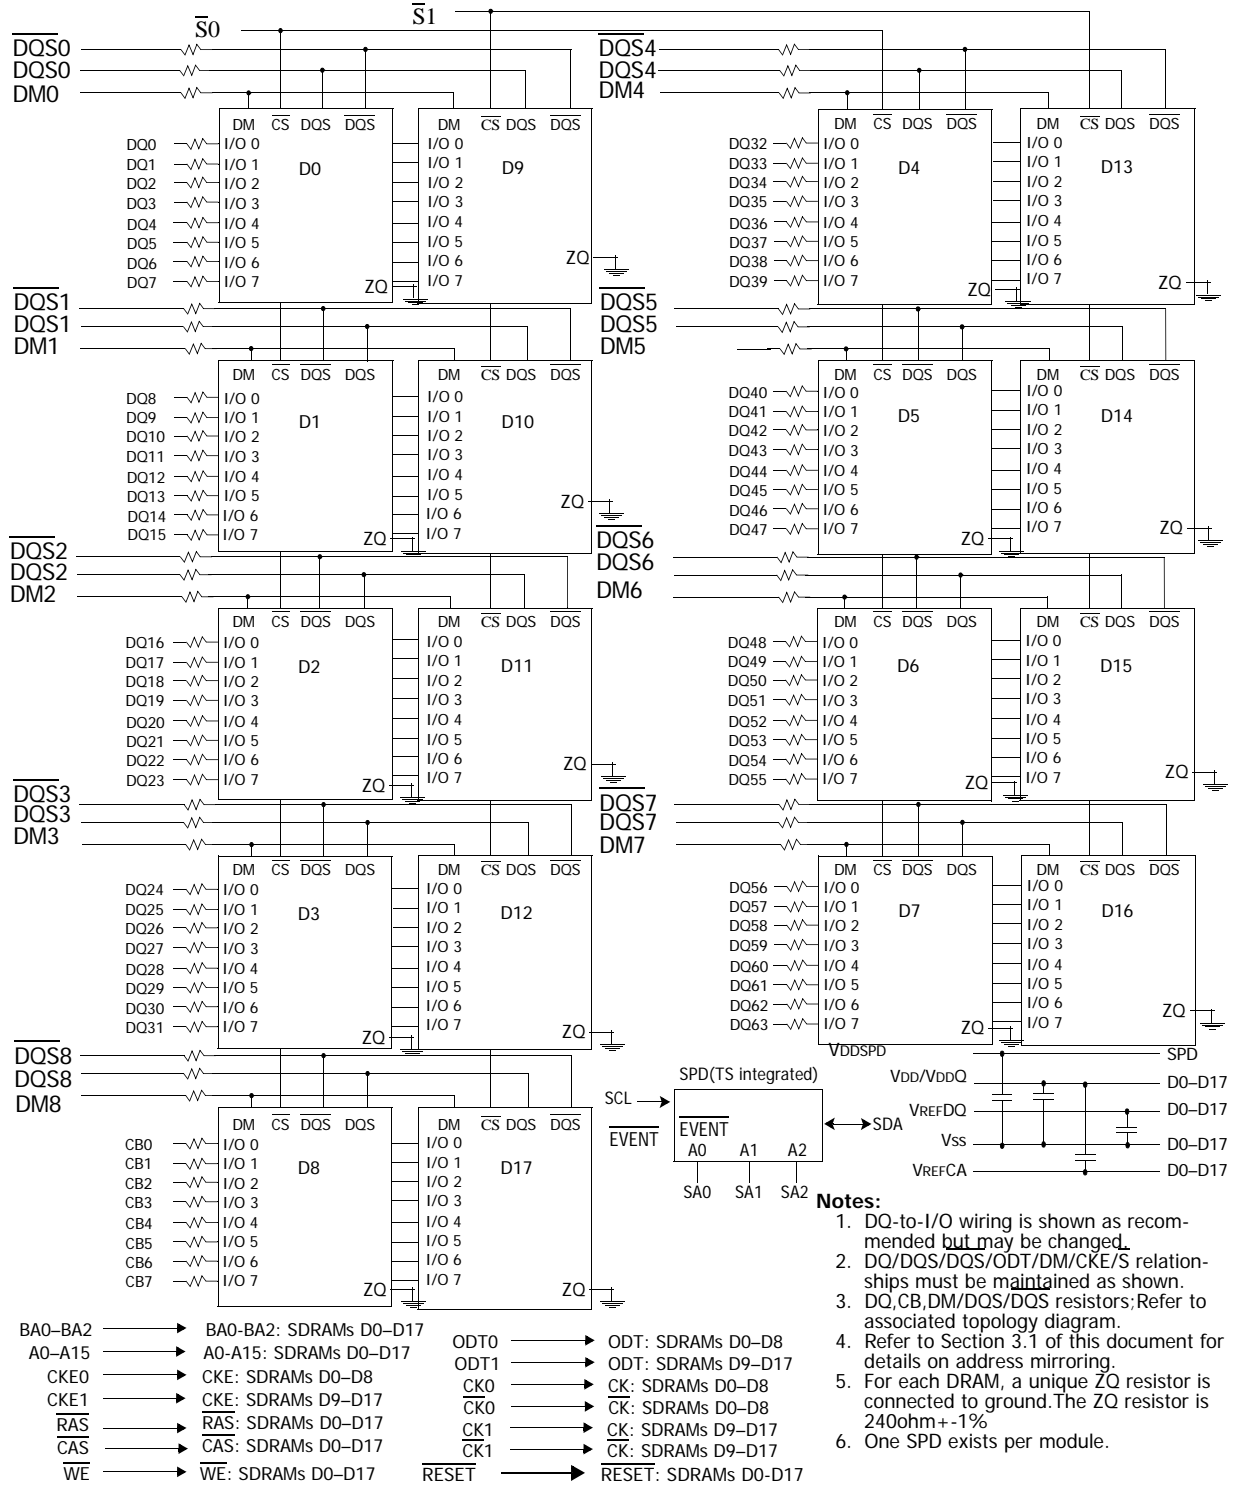 S0
S1
DQS0
DQS0
DM0
DQS4
DQS4
DM4
DM CS DQS DQS
DM CS DQS DQS
DM CS DQS DQS
DM CS DQS DQS
D0
D9
D4
D13
DQ0 I/O 0 I/O 0 DQ32 I/O 0 I/O 0
DQ1 I/O 1 I/O 1 DQ33 I/O 1 I/O 1
DQ2 I/O 2 I/O 2 DQ34 I/O 2 I/O 2
DQ3 I/O 3 I/O 3 DQ35 I/O 3 I/O 3
DQ4 I/O 4 I/O 4 DQ36 I/O 4 I/O 4
DQ5 I/O 5 I/O 5 DQ37 I/O 5 I/O 5
DQ6 I/O 6 I/O 6 DQ38 I/O 6 I/O 6
DQ7 I/O 7 I/O 7 DQ39 I/O 7 I/O 7
ZQ ZQ ZQ ZQ
DQS1
DQS1
DM1
DQS5
DQS5
DM5
DM CS DQS DQS
DM CS DQS DQS
DM CS DQS DQS
DM CS DQS DQS
D1
D10
D5
D14
DQ8 I/O 0 I/O 0 DQ40 I/O 0 I/O 0
DQ9 I/O 1 I/O 1 DQ41 I/O 1 I/O 1
DQ10 I/O 2 I/O 2 DQ42 I/O 2 I/O 2
DQ11 I/O 3 I/O 3 DQ43 I/O 3 I/O 3
DQ12 I/O 4 I/O 4 DQ44 I/O 4 I/O 4
DQ13 I/O 5 I/O 5 DQ45 I/O 5 I/O 5
DQ14 I/O 6 I/O 6 DQ46 I/O 6 I/O 6
DQ15 I/O 7 I/O 7 DQ47 I/O 7 I/O 7
ZQ ZQ ZQ ZQ
DQS2
DQS2
DM2
DQS6
DQS6
DM6
DM CS DQS DQS
DM CS DQS DQS
DM CS DQS DQS
DM CS DQS DQS
D2
D11
D6
D15
DQ16 I/O 0 I/O 0 DQ48 I/O 0 I/O 0
DQ17 I/O 1 I/O 1 DQ49 I/O 1 I/O 1
DQ18 I/O 2 I/O 2 DQ50 I/O 2 I/O 2
DQ19 I/O 3 I/O 3 DQ51 I/O 3 I/O 3
DQ20 I/O 4 I/O 4 DQ52 I/O 4 I/O 4
DQ21 I/O 5 I/O 5 DQ53 I/O 5 I/O 5
DQ22 I/O 6 I/O 6 DQ54 I/O 6 I/O 6
DQ23 I/O 7 I/O 7 DQ55 I/O 7 I/O 7
ZQ ZQ ZQ ZQ
DQS3
DQS3
DM3
DQS7
DQS7
DM7
DM CS DQS DQS
DM CS DQS DQS
DM CS DQS DQS
DM CS DQS DQS
D3
D12
D7
D16
DQ24 I/O 0 I/O 0 DQ56 I/O 0 I/O 0
DQ25 I/O 1 I/O 1 DQ57 I/O 1 I/O 1
DQ26 I/O 2 I/O 2 DQ58 I/O 2 I/O 2
DQ27 I/O 3 I/O 3 DQ59 I/O 3 I/O 3
DQ28 I/O 4 I/O 4 DQ60 I/O 4 I/O 4
DQ29 I/O 5 I/O 5 DQ61 I/O 5 I/O 5
DQ30 I/O 6 I/O 6 DQ62 I/O 6 I/O 6
DQ31 I/O 7 I/O 7 DQ63 I/O 7 I/O 7
ZQ ZQ ZQ ZQ
DQS8
DQS8
DM8
DM CS DQS DQS
DM CS DQS DQS
D8
D17
CB0 I/O 0 I/O 0
CB1 I/O 1 I/O 1
CB2 I/O 2 I/O 2
CB3 I/O 3 I/O 3
CB4 I/O 4 I/O 4
CB5 I/O 5 I/O 5
CB6 I/O 6 I/O 6
CB7 I/O 7 I/O 7
ZQ ZQ
SPD(TS integrated)
SCL
EVENT
EVENT
A0 A1 A2
SA0 SA1 SA2
SDA
VDDSPD SPD
VDD/VDDQ D0–D17
VREFDQ D0–D17
Vss D0–D17
VREFCA D0–D17
BA0–BA2 BA0-BA2: SDRAMs D0–D17
A0–A15 A0-A15: SDRAMs D0–D17
CKE0 CKE: SDRAMs D0–D8
CKE1 CKE: SDRAMs D9–D17
RAS RAS: SDRAMs D0–D17
CAS CAS: SDRAMs D0–D17
WE WE: SDRAMs D0–D17
ODT0 ODT: SDRAMs D0–D8
ODT1 ODT: SDRAMs D9–D17
CK0 CK: SDRAMs D0–D8
CK0 CK: SDRAMs D0–D8
CK1 CK: SDRAMs D9–D17
CK1 CK: SDRAMs D9–D17
RESET RESET: SDRAMs D0-D17
Notes:
1. DQ-to-I/O wiring is shown as recom-
mended but may be changed.
2. DQ/DQS/DQS/ODT/DM/CKE/S relation-
ships must be maintained as shown.
3. DQ,CB,DM/DQS/DQS resistors;Refer to
associated topology diagram.
4. Refer to Section 3.1 of this document for
details on address mirroring.
5. For each DRAM, a unique ZQ resistor is
connected to ground.The ZQ resistor is
240ohm+-1%
6. One SPD exists per module.